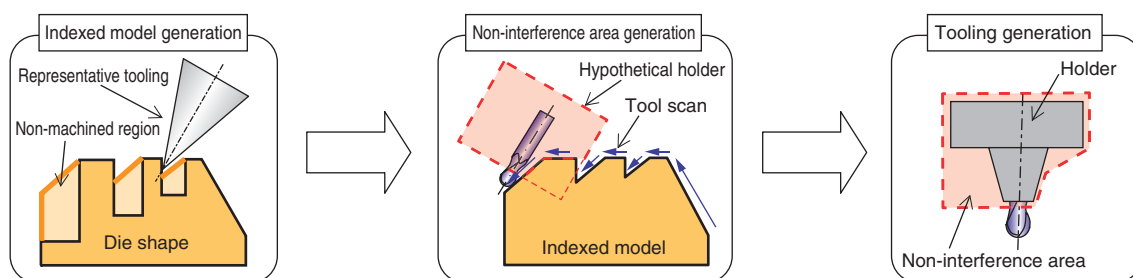 Indexed model generation
Representative tooling
Non-machined region
Die shape
Non-interference area generation
Hypothetical holder
Tool scan
Indexed model
Tooling generation
Holder
Non-interference area